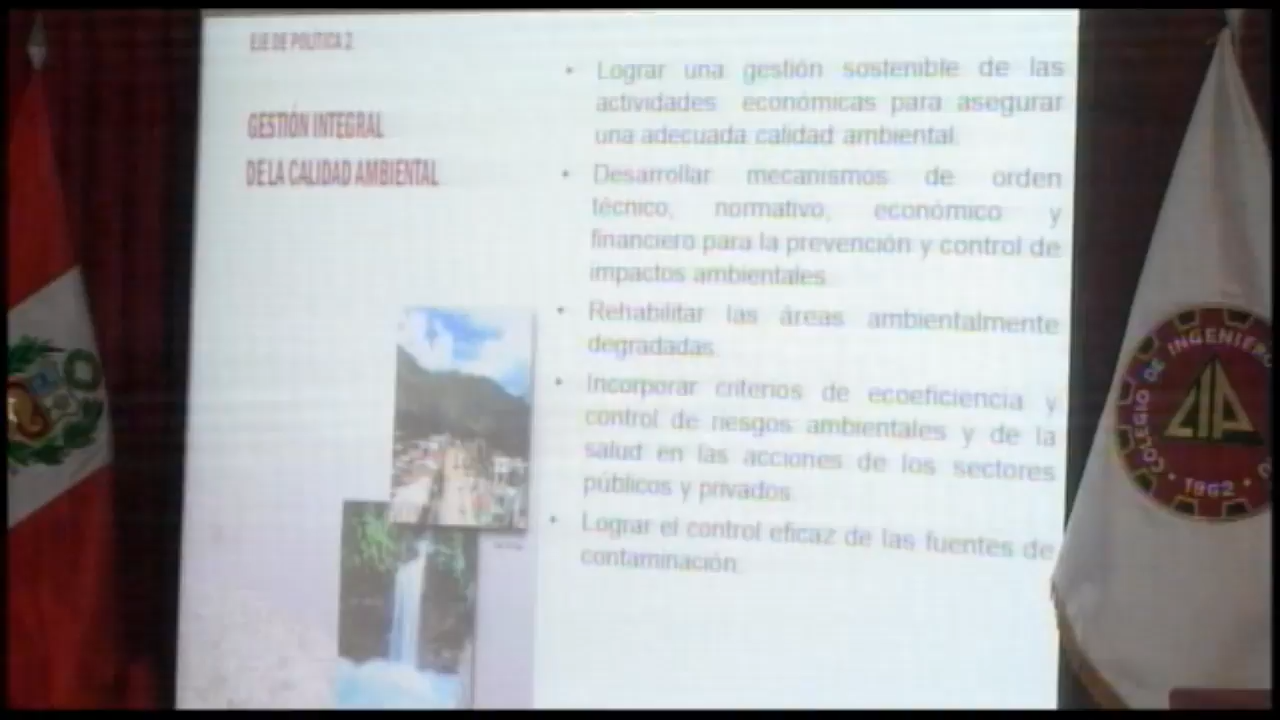 EJE DE POLITICA 2
GESTIÓN INTEGRAL
DE LA CALIDAD AMBIENTAL
• Lograr una gestión sostenible de las
actividades económicas para asegurar
una adecuada calidad ambiental.
• Desarrollar mecanismos de orden
técnico, normativo, económico y
financiero para la prevención y control de
impactos ambientales.
• Rehabilitar las áreas ambientalmente
degradadas.
• Incorporar criterios de ecoeficiencia y
control de riesgos ambientales y de la
salud en las acciones de los sectores
públicos y privados.
• Lograr el control eficaz de las fuentes de
contaminación.
COLEGIO DE INGENIERO
CIP
1962